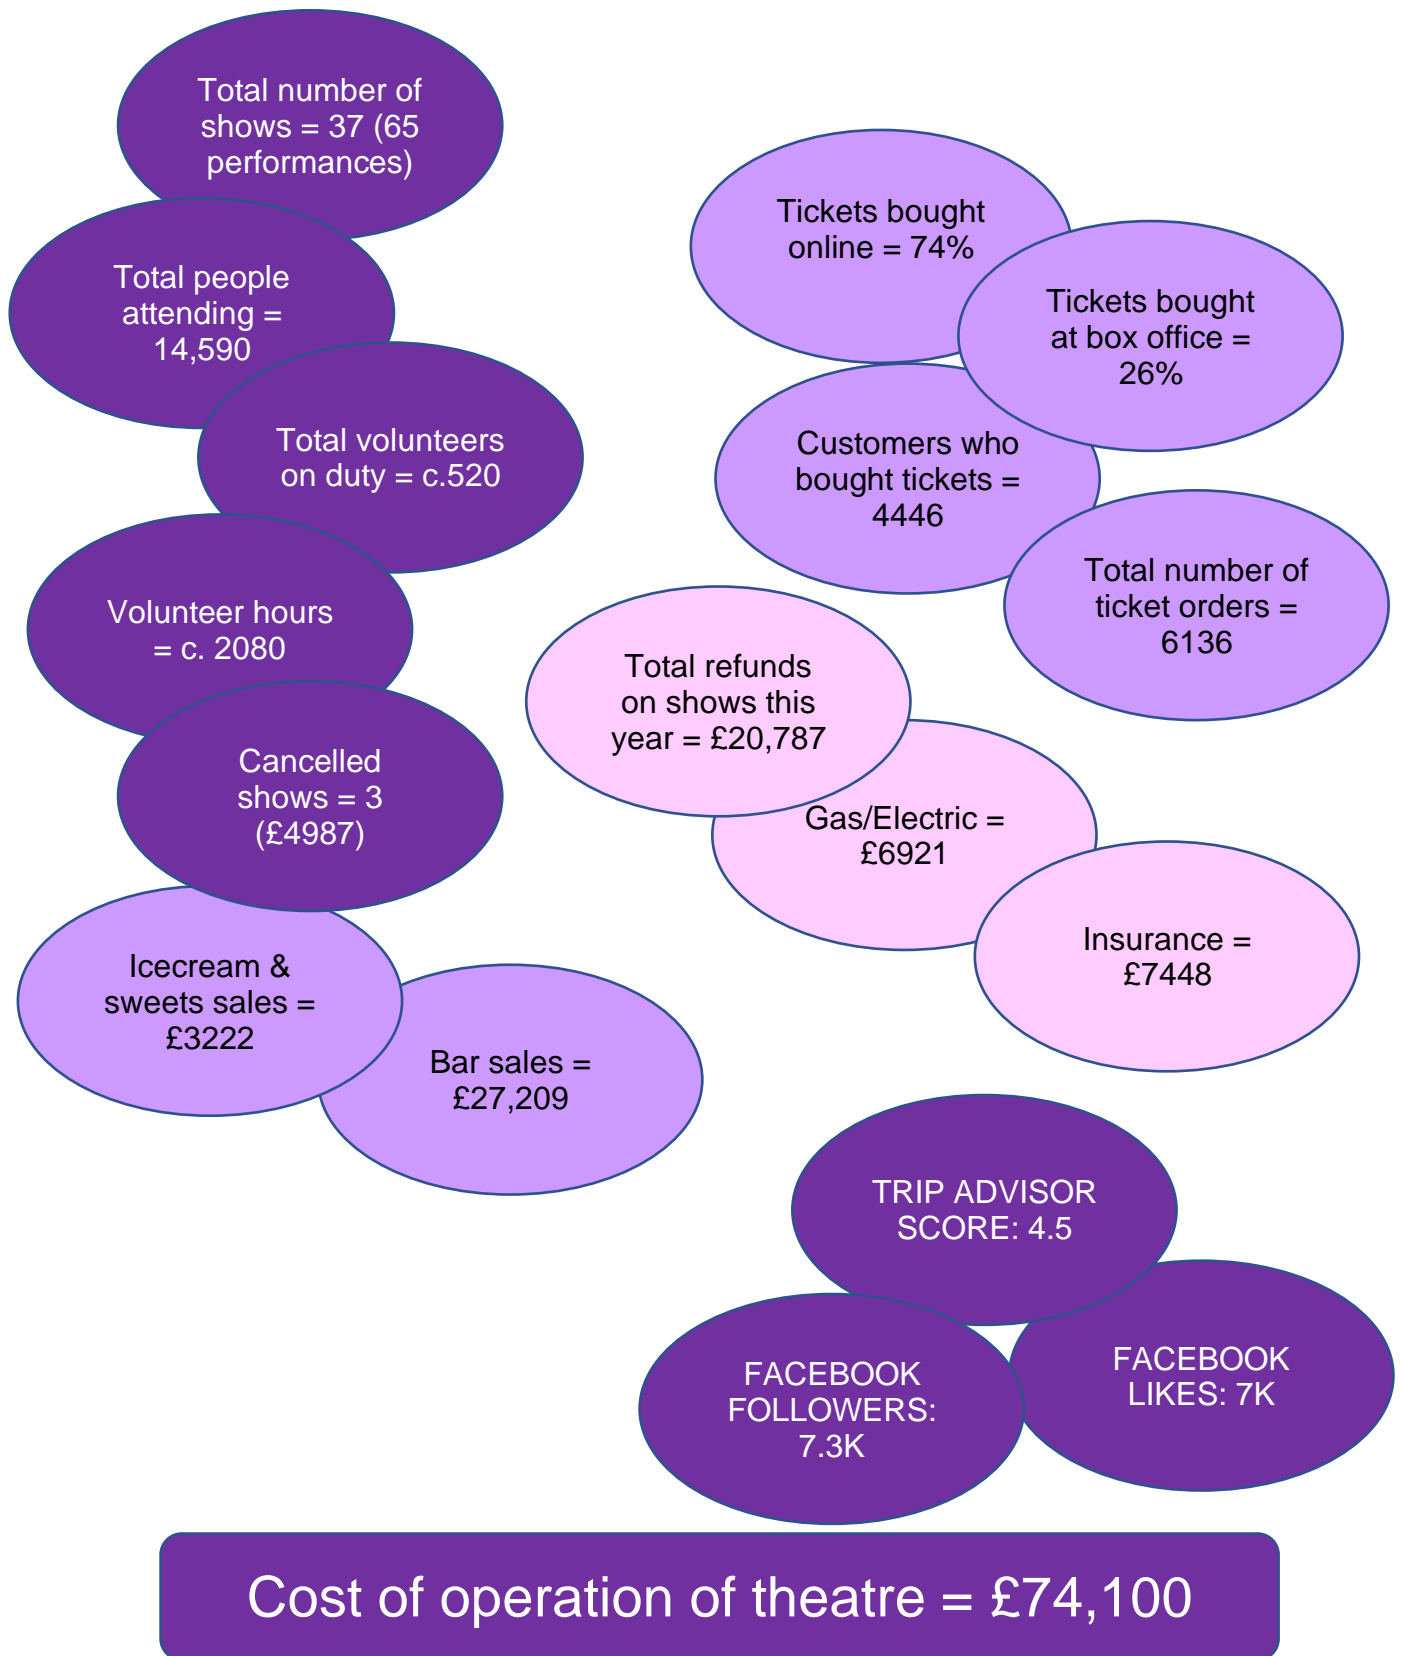 Total number of
shows = 37 (65
performances)
Total people
attending =
14,590
Total volunteers
on duty = c.520
Volunteer hours
= c. 2080
Cancelled
shows = 3
(£4987)
Icecream &
sweets sales =
£3222
Bar sales =
£27,209
Tickets bought
online = 74%
Tickets bought
at box office =
26%
Customers who
bought tickets =
4446
Total number of
ticket orders =
6136
Total refunds
on shows this
year = £20,787
Gas/Electric =
£6921
Insurance =
£7448
TRIP ADVISOR
SCORE: 4.5
FACEBOOK
FOLLOWERS:
7.3K
FACEBOOK
LIKES: 7K
Cost of operation of theatre = £74,100